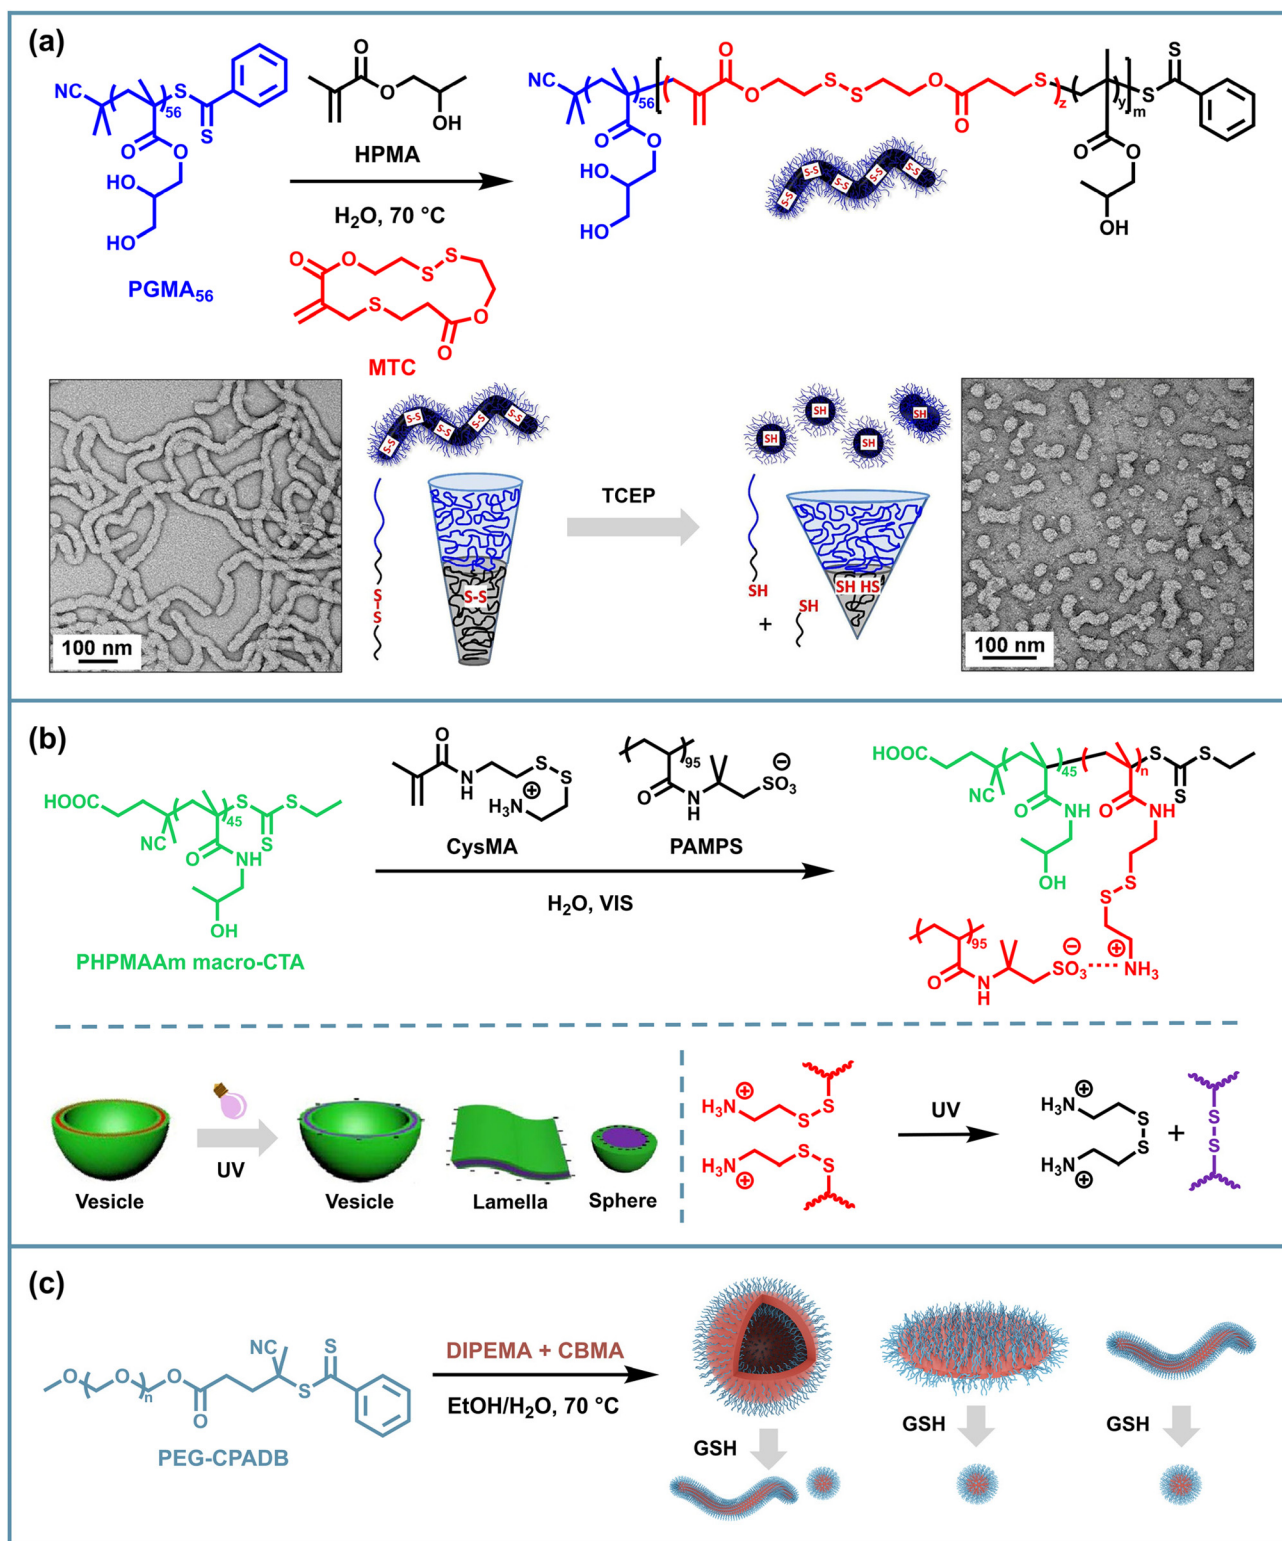 (a)
NC
56
S
S
O
O
HO
HO
PGMA56
O
O
OH
HPMA
H2O, 70 °C
O
O
S
S
S
O
O
MTC
NC
56
O
O
HO
HO
O
O
S
S
O
O
S
z
y
m
S
S
O
O
OH
S-S
S-S
S-S
S-S
S-S
100 nm
S-S
S-S
S-S
S-S
S-S
S
S
S-S
TCEP
SH
SH
SH
SH
SH
+
SH
SH HS
100 nm
(b)
HOOC
NC
45
S
S
S
O
NH
OH
PHPMAAm macro-CTA
O
N
H
S
S
H3N
+
CysMA
95
O
N
H
SO3
−
PAMPS
H2O, VIS
HOOC
NC
45
n
S
S
S
O
NH
OH
O
NH
S
S
95
O
N
H
SO3
−
+
NH3
Vesicle
UV
Vesicle
Lamella
Sphere
H3N
+
S
S
H3N
+
S
S
UV
H3N
+
S
S
H3N
+
+
S
S
(c)
O
O
n
O
O
NC
S
S
PEG-CPADB
DIPEMA + CBMA
EtOH/H2O, 70 °C
GSH
GSH
GSH